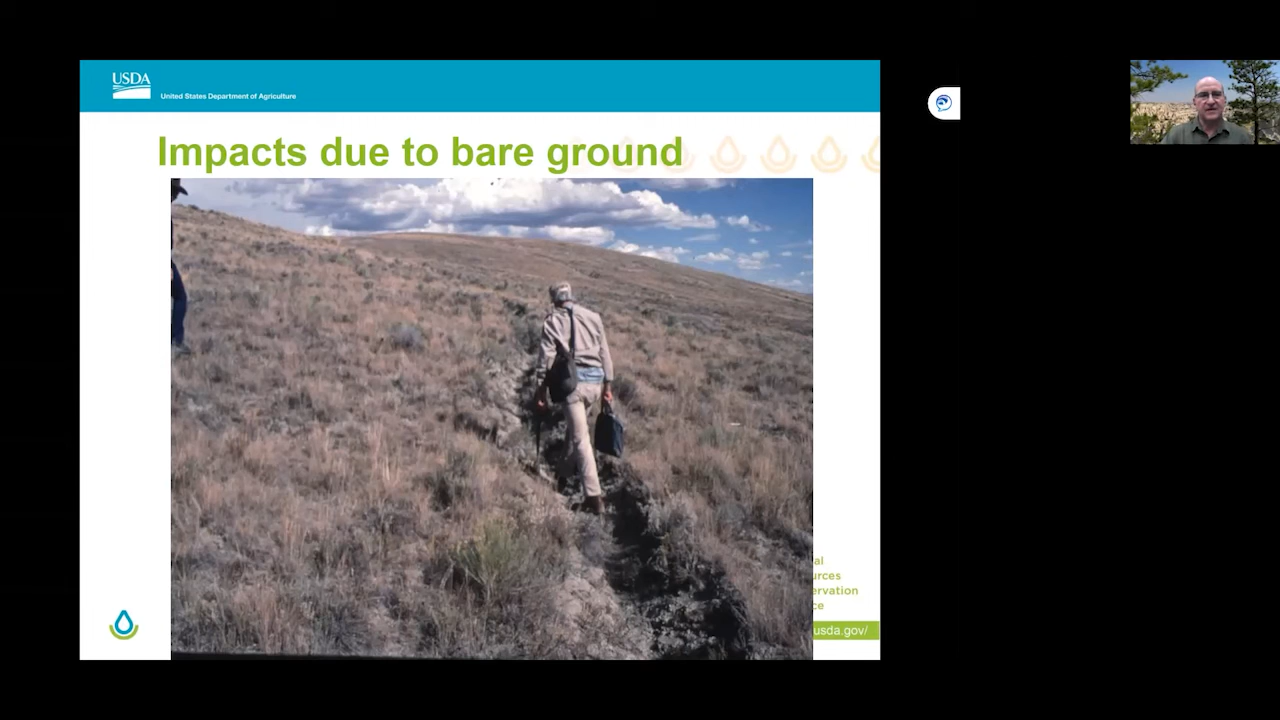 USDA
United States Department of Agriculture
Impacts due to bare ground
al
urces
ervation
ce
usda.gov/